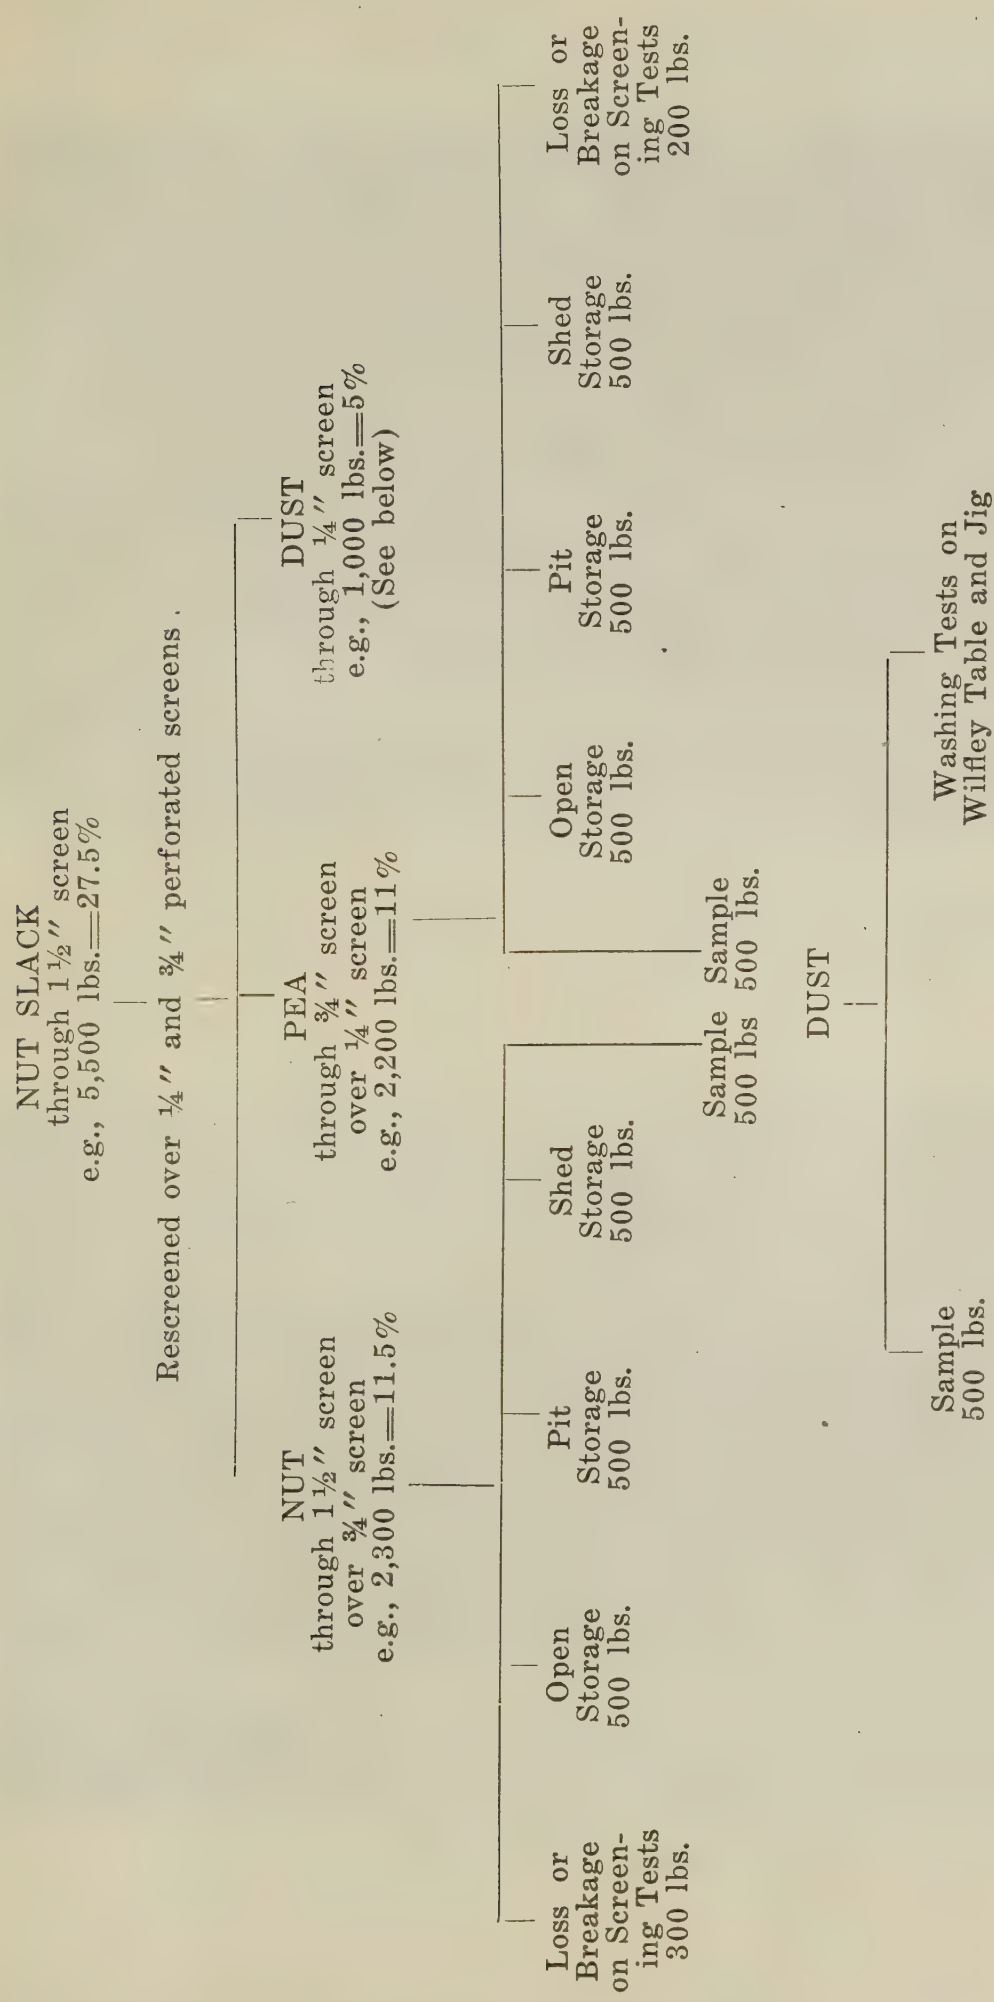 NUT SLACK
through 1½″ screen
e.g., 5,500 lbs.=27.5%
Rescreened over ¼″ and ¾″ perforated screens.
NUT
through 1½″ screen
over ¾″ screen
e.g., 2,300 lbs.=11.5%
PEA
through ¾″ screen
over ¼″ screen
e.g., 2,200 lbs.=11%
DUST
through ¼″ screen
e.g., 1,000 lbs.=5%
(See below)
Loss or
Breakage
on Screen-
ing Tests
300 lbs.
Open
Storage
500 lbs.
Pit
Storage
500 lbs.
Shed
Storage
500 lbs.
Sample
500 lbs
Sample
500 lbs.
Open
Storage
500 lbs.
Pit
Storage
500 lbs.
Shed
Storage
500 lbs.
Loss or
Breakage
on Screen-
ing Tests
200 lbs.
DUST
Sample
500 lbs.
Washing Tests on
Wilfley Table and Jig